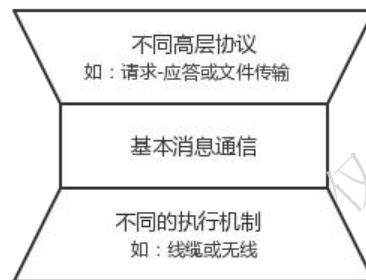 不同高层协议
如：请求-应答或文件传输
基本消息通信
不同的执行机制
如：线缆或无线